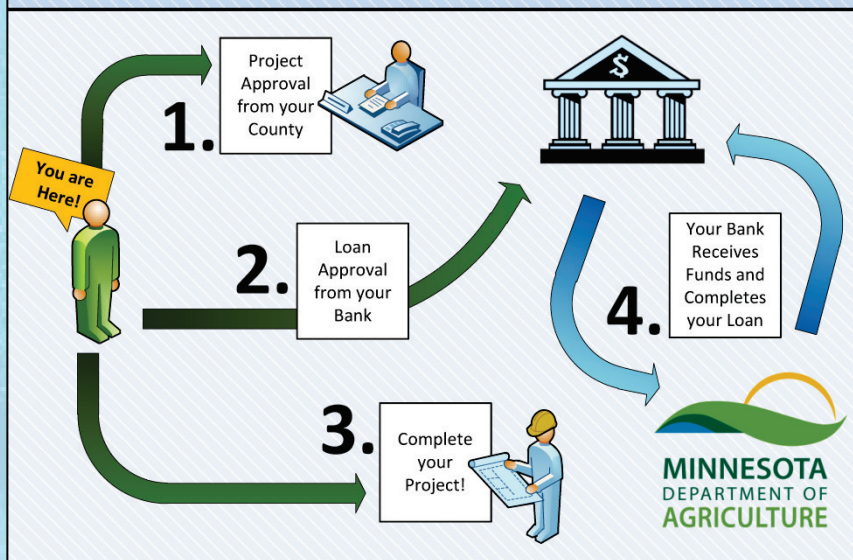 1.
Project
Approval
from your
County
$
You are
Here!
2.
Loan
Approval
from your
Bank
4.
Your Bank
Receives
Funds and
Completes
your Loan
3.
Complete
your
Project!
MINNESOTA
DEPARTMENT OF
AGRICULTURE